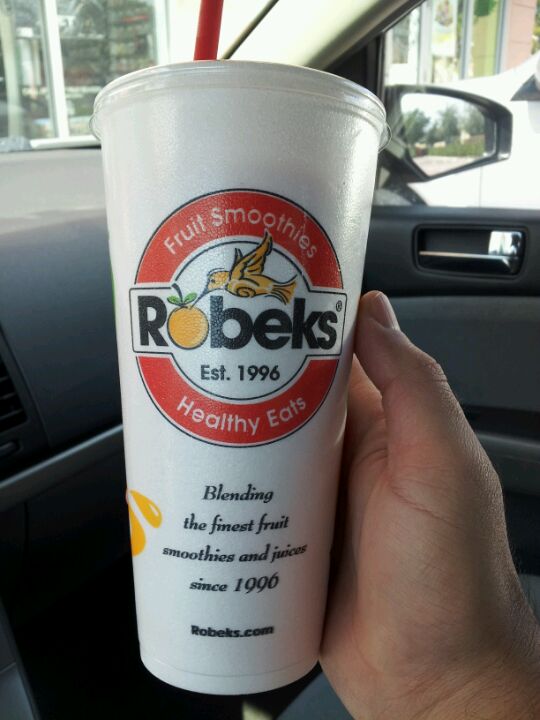 Fruit Smoothies
Robeks®
Est. 1996
Healthy Eats
Blending
the finest fruit
smoothies and juices
since 1996
Robeks.com